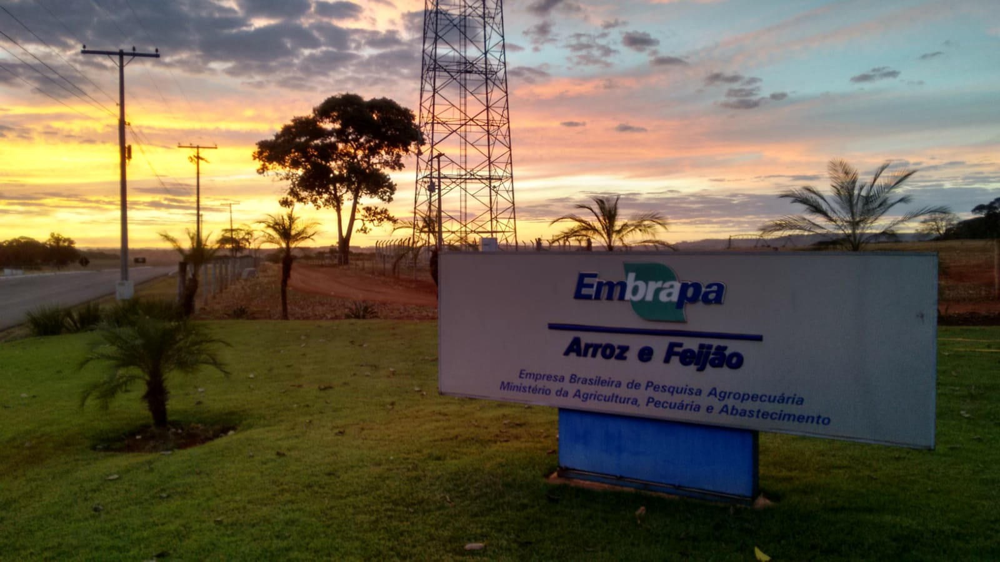 Embrapa
Arroz e Feijão
Empresa Brasileira de Pesquisa Agropecuária
Ministério da Agricultura, Pecuária e Abastecimento